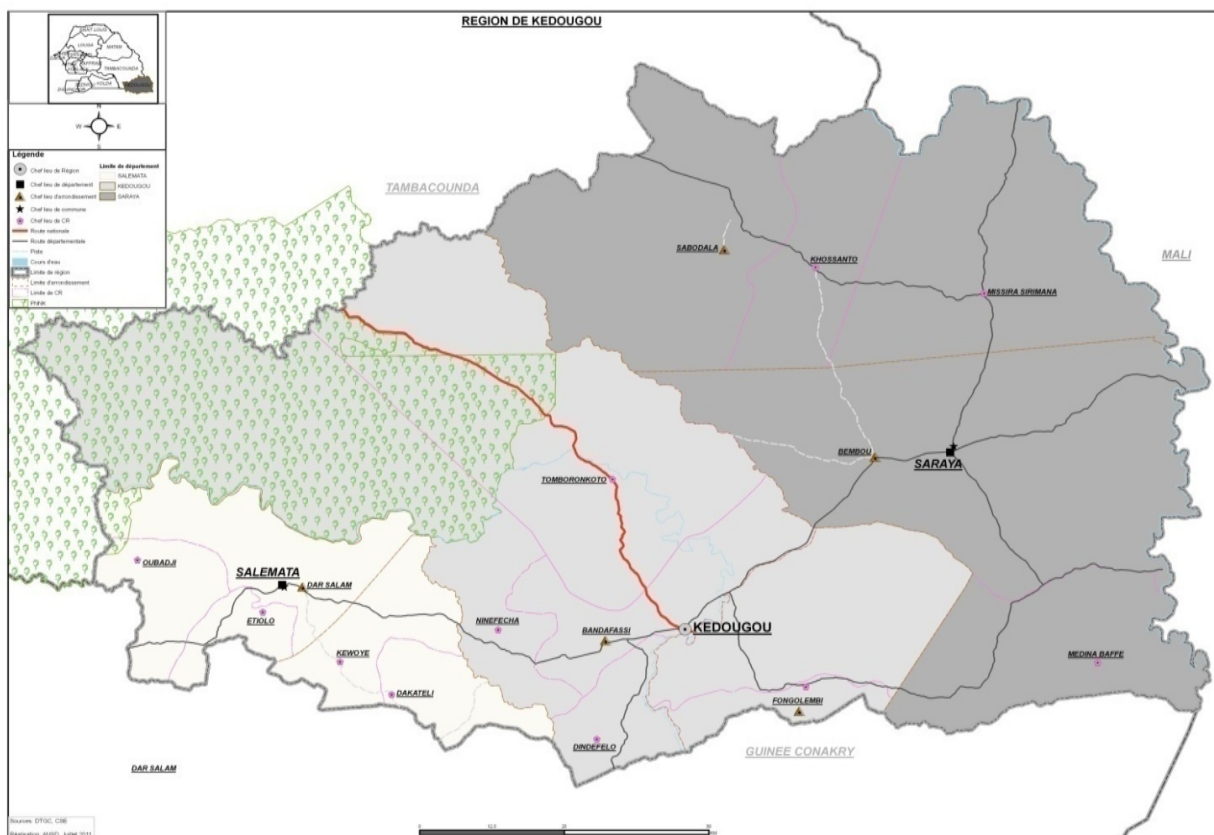 REGION DE KEDOUGOU
SAINT LOUIS
LOUGA
MATAM
TAMBACOUNDA
KOLDA
N
W E
S
Légende
Chef lieu de Région
Chef lieu de département
Chef lieu d'arrondissement
Chef lieu de commune
Chef lieu de CR
Route nationale
Route départementale
Piste
Cours d'eau
Limite de région
Limite d'arrondissement
Limite de CR
PNNK
Limite de département
SALEMATA
KEDOUGOU
SARAYA
TAMBACOUNDA
MALI
SABODALA
KHOSSANTO
MISSIRA SIRIMANA
BEMBOU
SARAYA
TOMBORONKOTO
OUBADJI
SALEMATA
DAR SALAM
ETIOLO
NINEFECHA
BANDAFASSI
KEDOUGOU
KEWOYE
DAKATELI
MEDINA BAFFE
FONGOLEMBI
DINDEFELO
GUINEE CONAKRY
DAR SALAM
Sources: DTGC, CSE